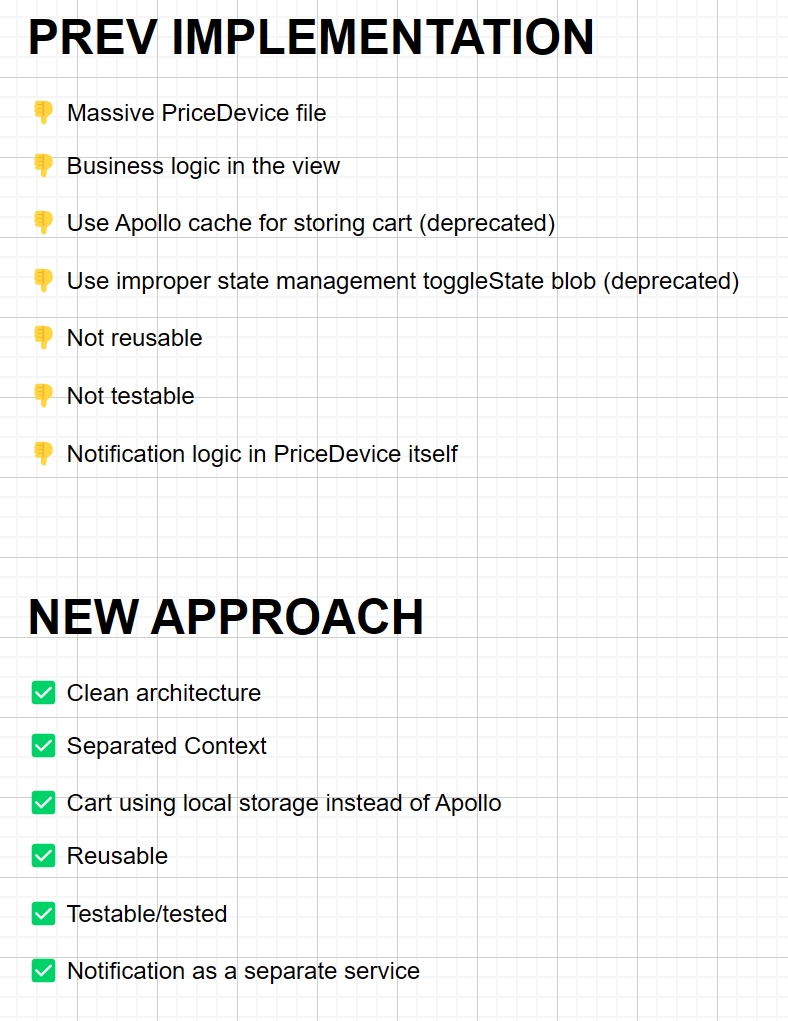 PREV IMPLEMENTATION
👎 Massive PriceDevice file
👎 Business logic in the view
👎 Use Apollo cache for storing cart (deprecated)
👎 Use improper state management toggleState blob (deprecated)
👎 Not reusable
👎 Not testable
👎 Notification logic in PriceDevice itself
NEW APPROACH
✅ Clean architecture
✅ Separated Context
✅ Cart using local storage instead of Apollo
✅ Reusable
✅ Testable/tested
✅ Notification as a separate service